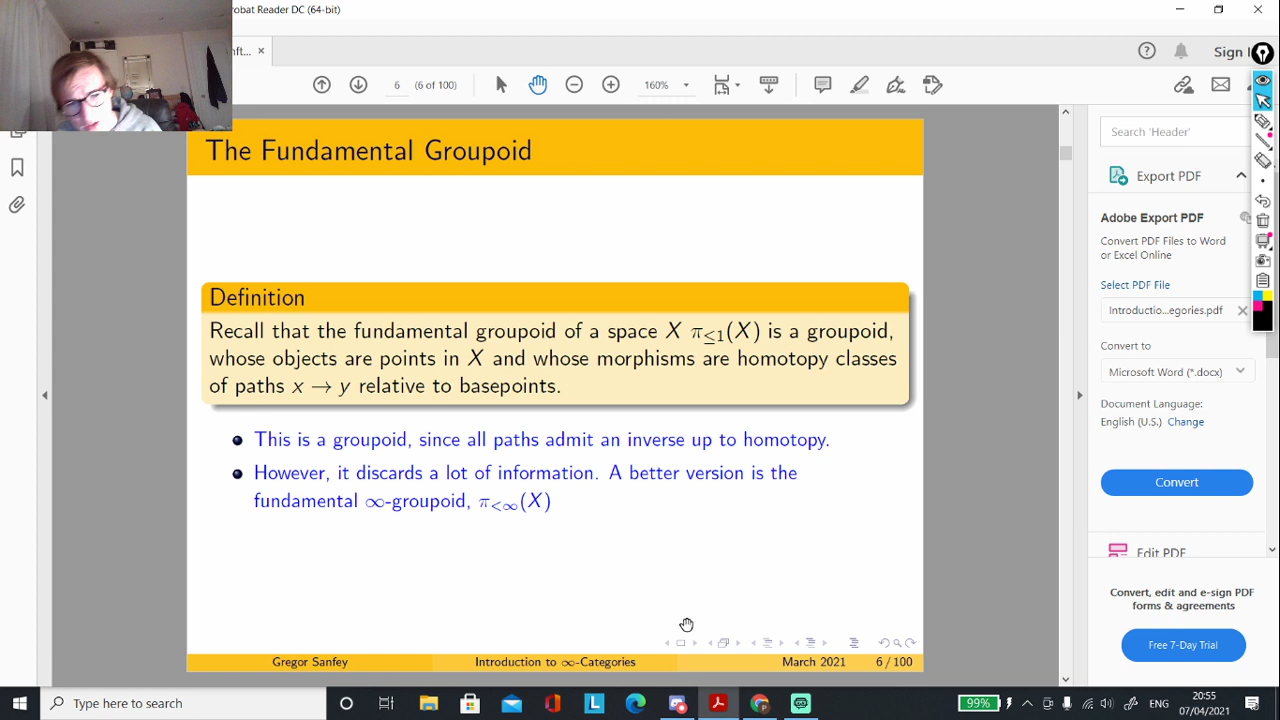 obat Reader DC (64-bit)
nft...
Sign
6 (6 of 100)
160%
The Fundamental Groupoid
Definition
Recall that the fundamental groupoid of a space X π≤1(X) is a groupoid,
whose objects are points in X and whose morphisms are homotopy classes
of paths x → y relative to basepoints.
This is a groupoid, since all paths admit an inverse up to homotopy.
However, it discards a lot of information. A better version is the
fundamental ∞-groupoid, π<∞(X)
Gregor Sanfey
Introduction to ∞-Categories
March 2021
6 / 100
Search 'Header'
Export PDF
Adobe Export PDF
Convert PDF Files to Word
or Excel Online
Select PDF File
Introductio...egories.pdf
Convert to
Microsoft Word (*.docx)
Document Language:
English (U.S.) Change
Convert
Edit PDF
Convert, edit and e-sign PDF
forms & agreements
Free 7-Day Trial
Type here to search
99%
ENG
20:55
07/04/2021